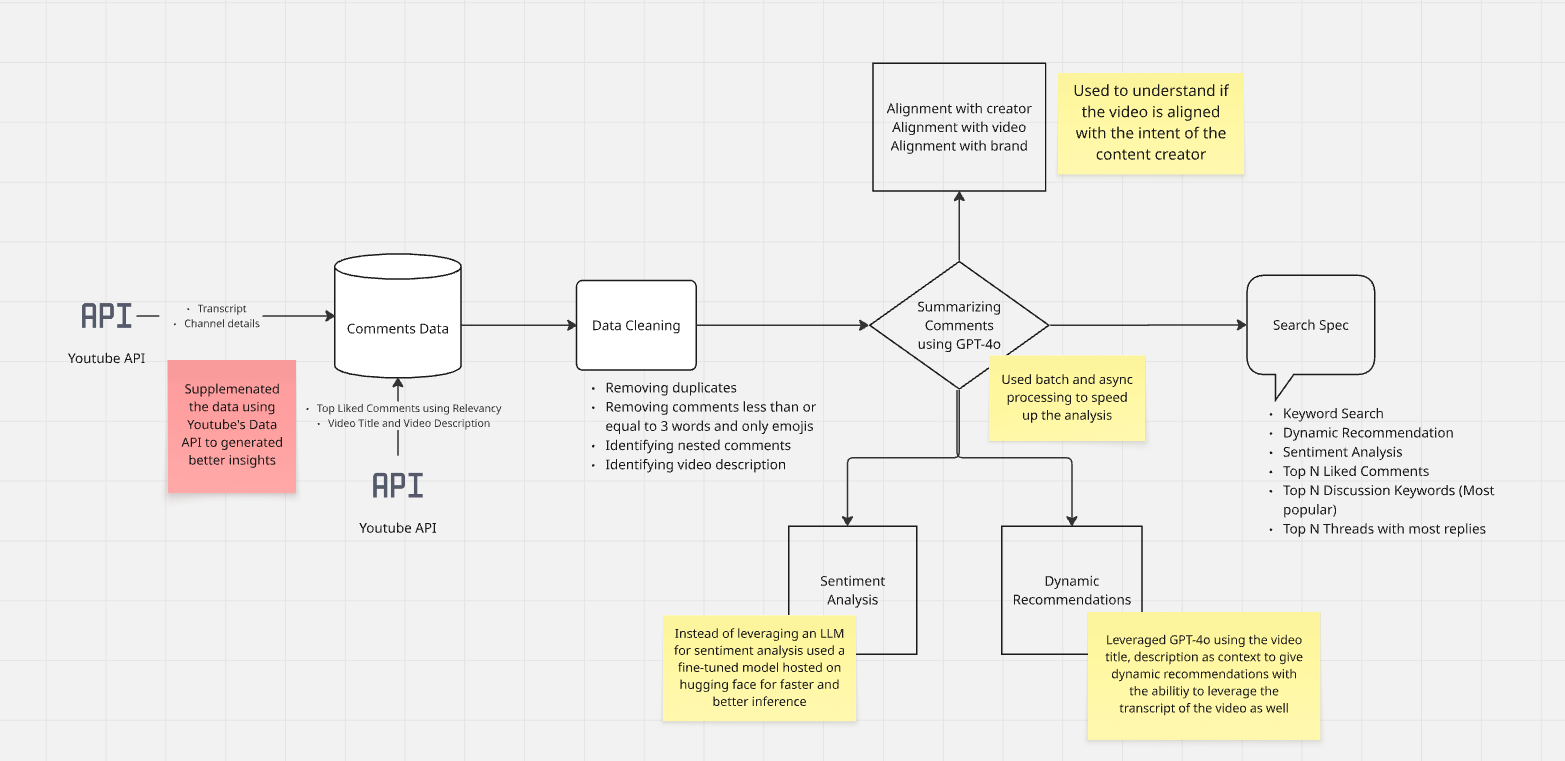 Alignment with creator
Alignment with video
Alignment with brand
Used to understand if
the video is aligned
with the intent of the
content creator
API
Youtube API
• Transcript
• Channel details
Supplemenated
the data using
Youtube's Data
API to generated
better insights
Comments Data
• Top Liked Comments using Relevancy
• Video Title and Video Description
API
Youtube API
Data Cleaning
• Removing duplicates
• Removing comments less than or
equal to 3 words and only emojis
• Identifying nested comments
• Identifying video description
Summarizing
Comments
using GPT-4o
Used batch and async
processing to speed
up the analysis
Search Spec
• Keyword Search
• Dynamic Recommendation
• Sentiment Analysis
• Top N Liked Comments
• Top N Discussion Keywords (Most
popular)
• Top N Threads with most replies
Sentiment
Analysis
Instead of leveraging an LLM
for sentiment analysis used a
fine-tuned model hosted on
hugging face for faster and
better inference
Dynamic
Recommendations
Leveraged GPT-4o using the video
title, description as context to give
dynamic recommendations with
the abilitiy to leverage the
transcript of the video as well